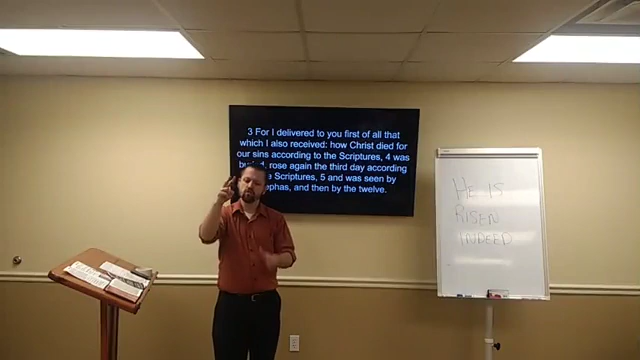 3 For I delivered to you first of all that
which I also received: how Christ died for
our sins according to the Scriptures, 4 was
rose again the third day according
Scriptures, 5 and was seen by
and then by the twelve.
HE IS
RISEN
INDEED